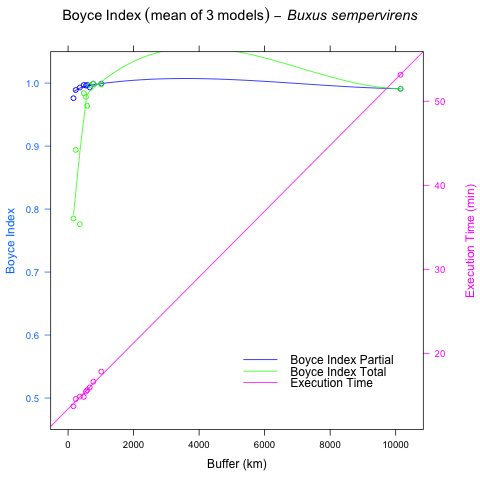 Boyce Index (mean of 3 models) – Buxus sempervirens
1.0
0.9
0.8
0.7
0.6
0.5
Boyce Index
50
40
30
20
Execution Time (min)
Boyce Index Partial
Boyce Index Total
Execution Time
0 2000 4000 6000 8000 10000
Buffer (km)